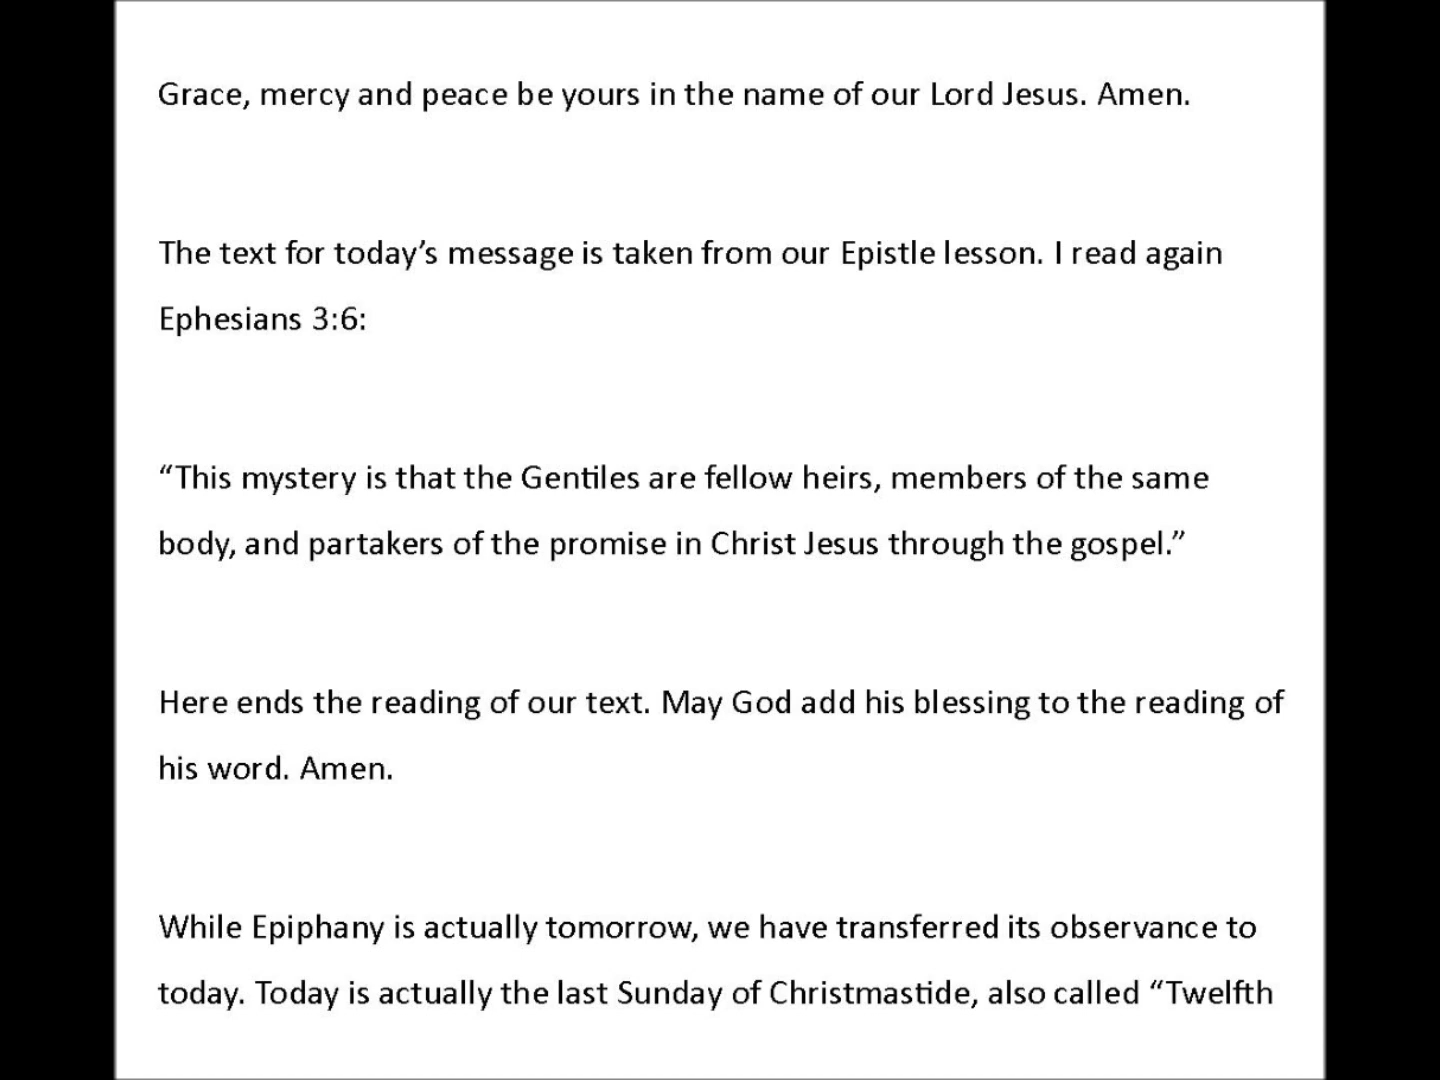 Grace, mercy and peace be yours in the name of our Lord Jesus. Amen.
The text for today’s message is taken from our Epistle lesson. I read again
Ephesians 3:6:
“This mystery is that the Gentiles are fellow heirs, members of the same
body, and partakers of the promise in Christ Jesus through the gospel.”
Here ends the reading of our text. May God add his blessing to the reading of
his word. Amen.
While Epiphany is actually tomorrow, we have transferred its observance to
today. Today is actually the last Sunday of Christmastide, also called “Twelfth